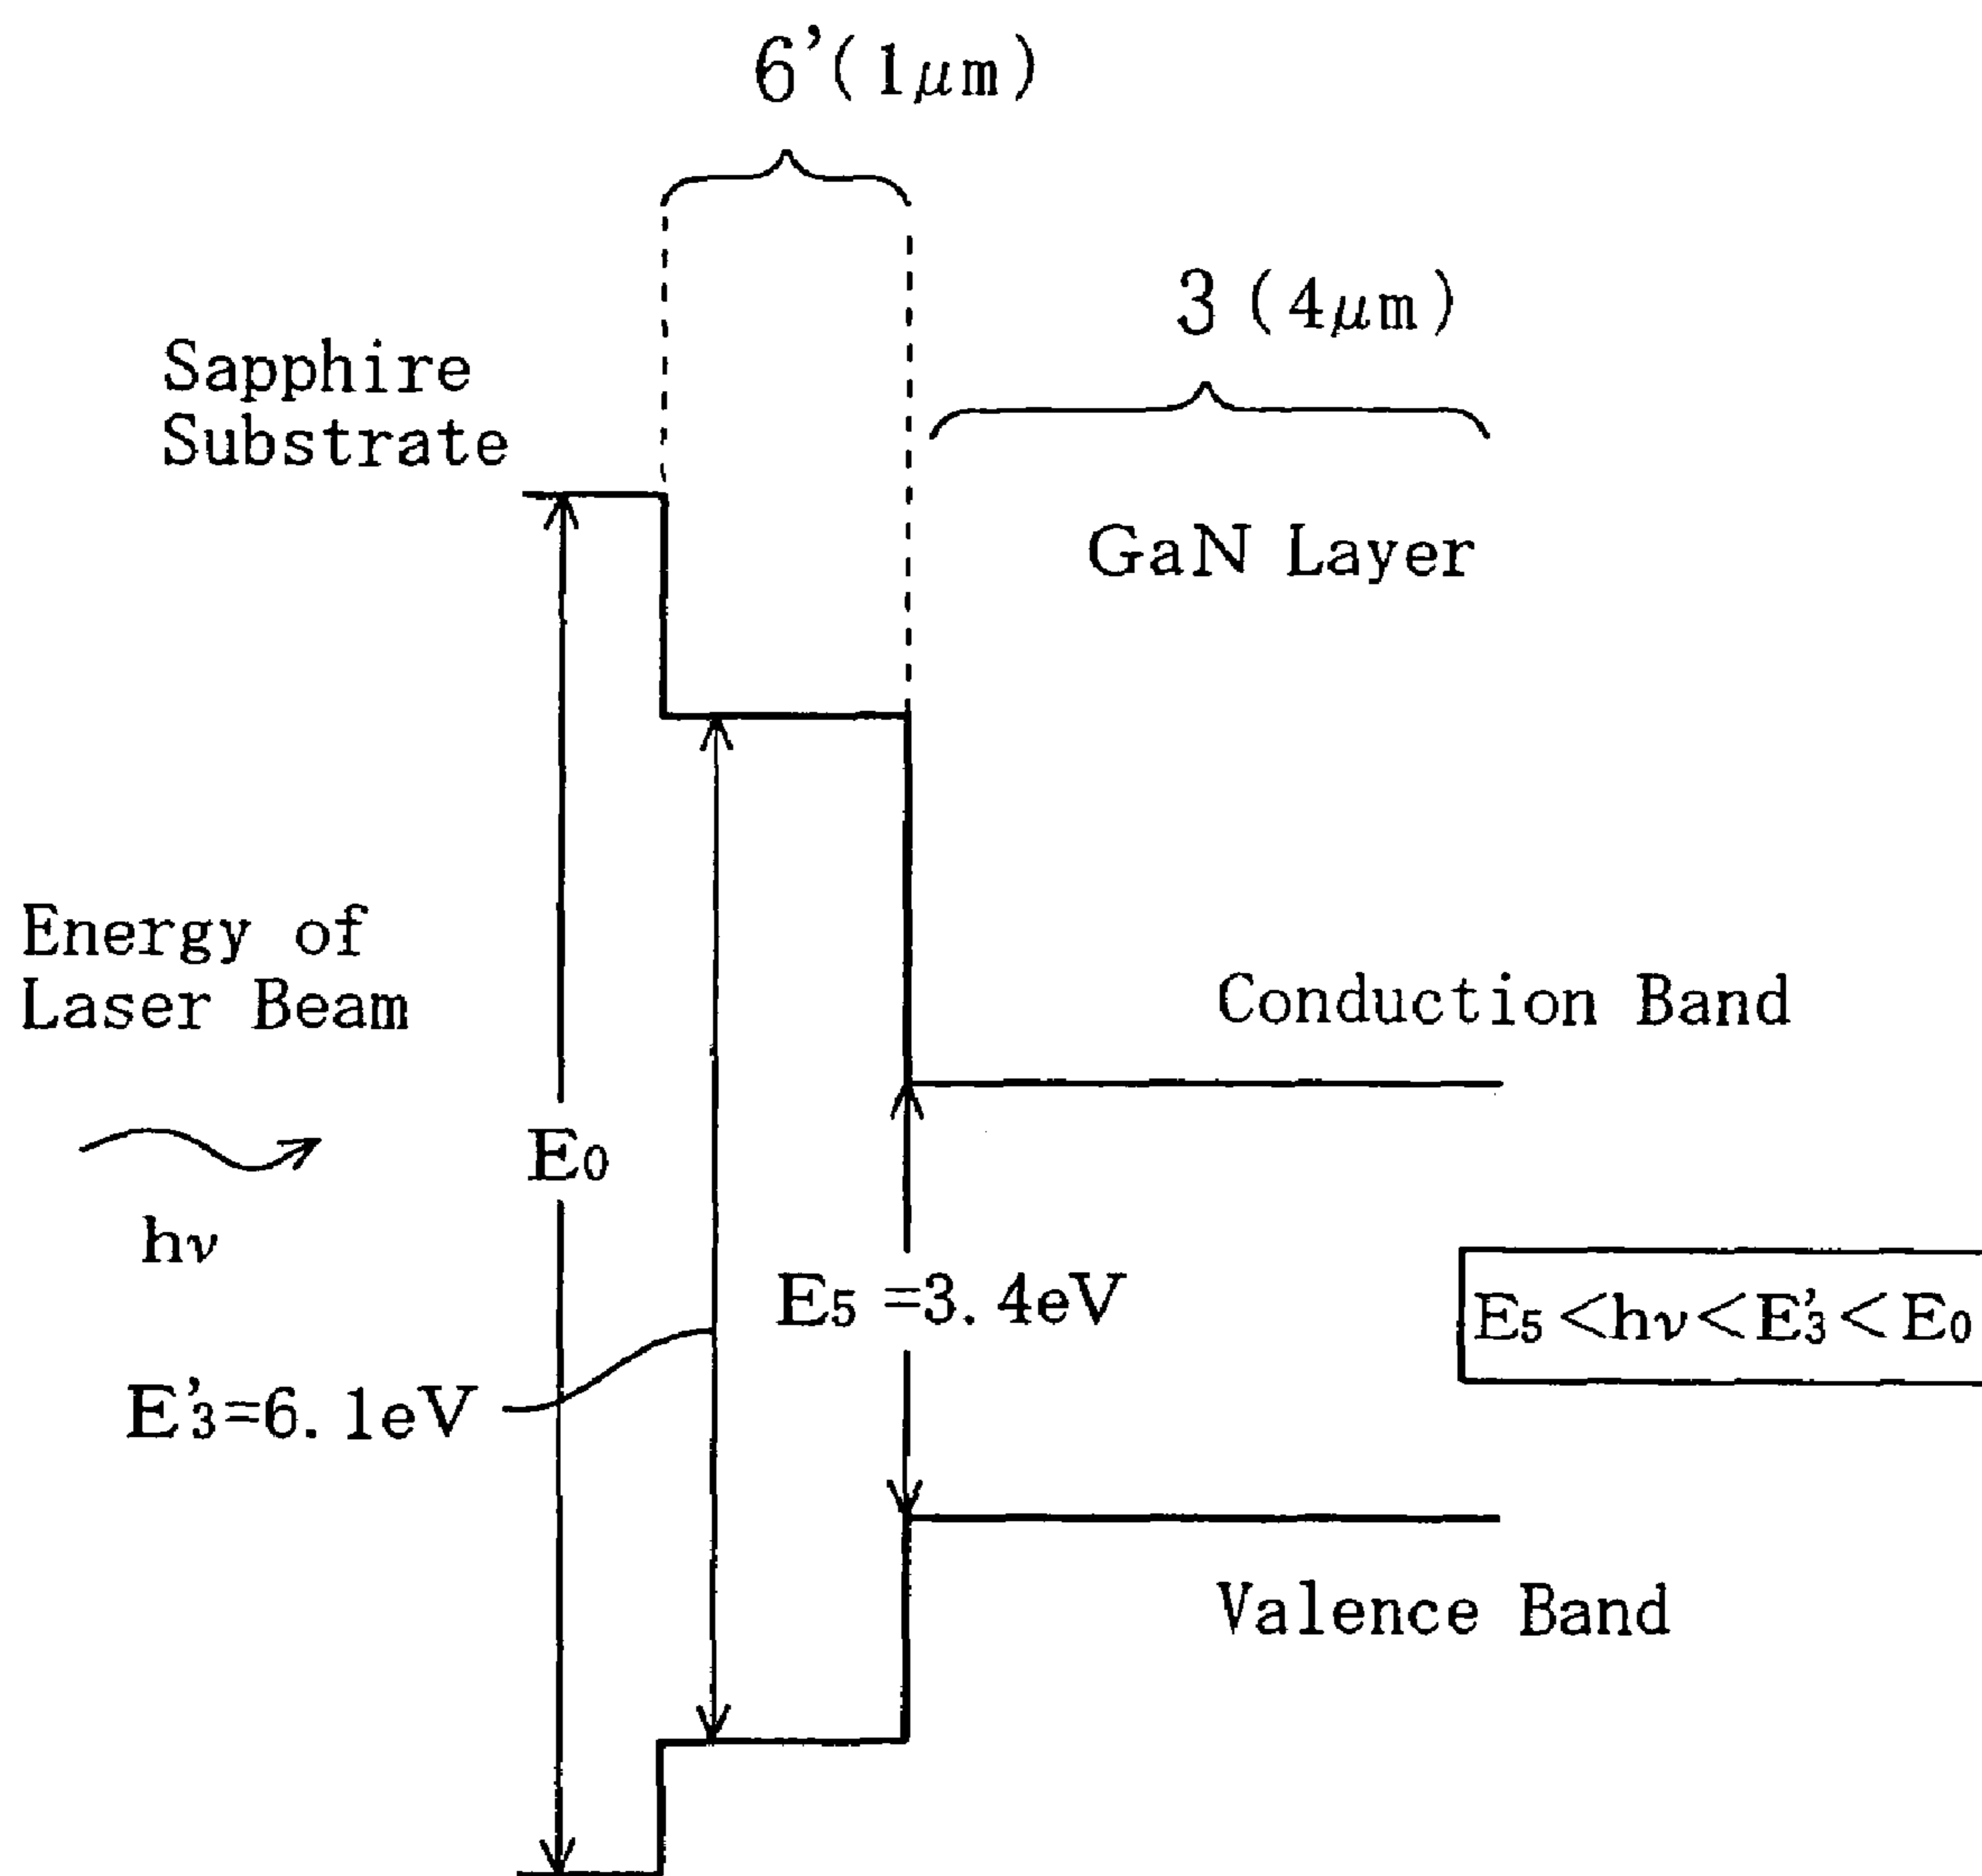 6’(1μm)
3 (4μm)
Sapphire
Substrate
GaN Layer
Energy of
Laser Beam
Conduction Band
E0
hν
E5 =3.4eV
E5 <hν<E’3<E0
E’3=6.1eV
Valence Band